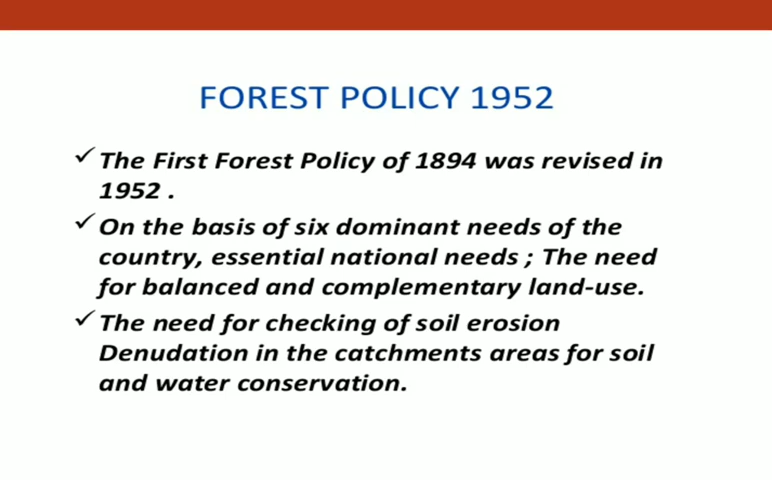 FOREST POLICY 1952
✓ The First Forest Policy of 1894 was revised in
1952 .
✓ On the basis of six dominant needs of the
country, essential national needs ; The need
for balanced and complementary land-use.
✓ The need for checking of soil erosion
Denudation in the catchments areas for soil
and water conservation.